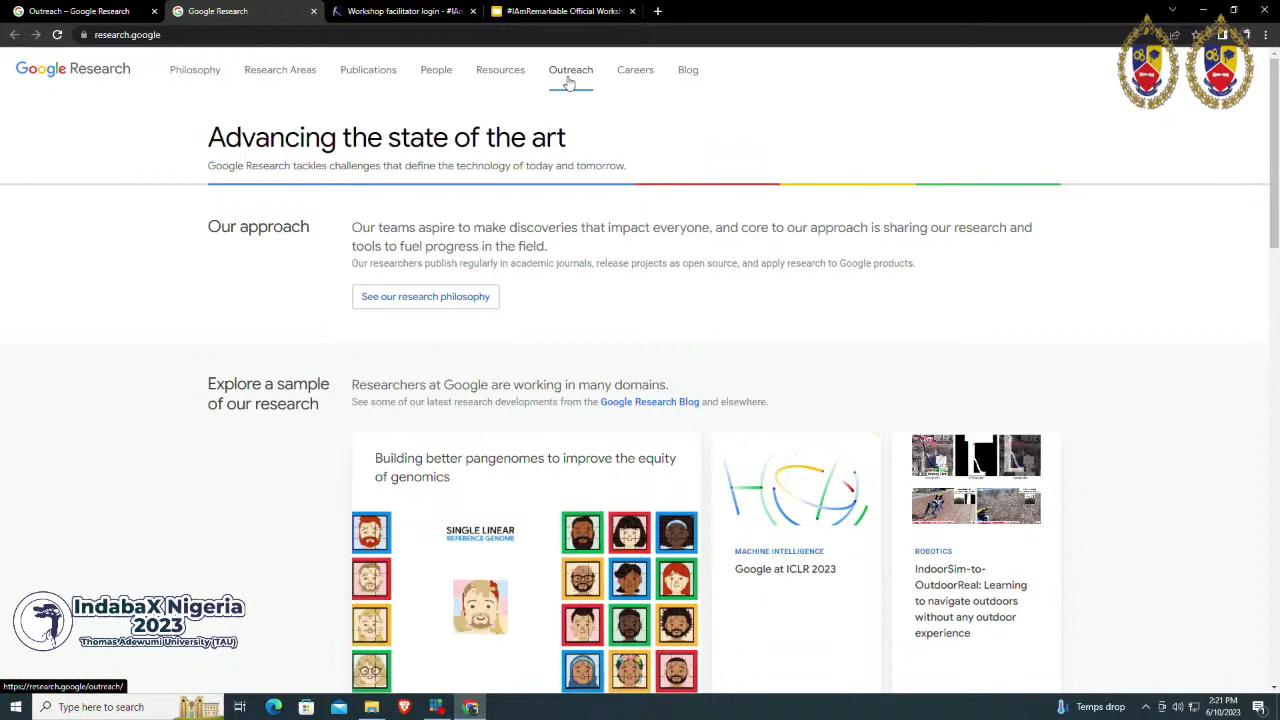 Outreach – Google Research
Google Research
Workshop facilitator login - #IAm
#IAmRemarkable Official Worksh
research.google
Google Research
Philosophy
Research Areas
Publications
People
Resources
Outreach
Careers
Blog
Advancing the state of the art
Google Research tackles challenges that define the technology of today and tomorrow.
Our approach
Our teams aspire to make discoveries that impact everyone, and core to our approach is sharing our research and
tools to fuel progress in the field.
Our researchers publish regularly in academic journals, release projects as open source, and apply research to Google products.
See our research philosophy
Explore a sample
of our research
Researchers at Google are working in many domains.
See some of our latest research developments from the Google Research Blog and elsewhere.
Building better pangenomes to improve the equity
of genomics
SINGLE LINEAR
REFERENCE GENOME
MACHINE INTELLIGENCE
Google at ICLR 2023
ROBOTICS
IndoorSim-to-
OutdoorReal: Learning
to navigate outdoors
without any outdoor
experience
IndabaX Nigeria
2023
Thomas Adewumi University (TAU)
https://research.google/outreach/
Type here to search
Temps drop
2:21 PM
6/10/2023